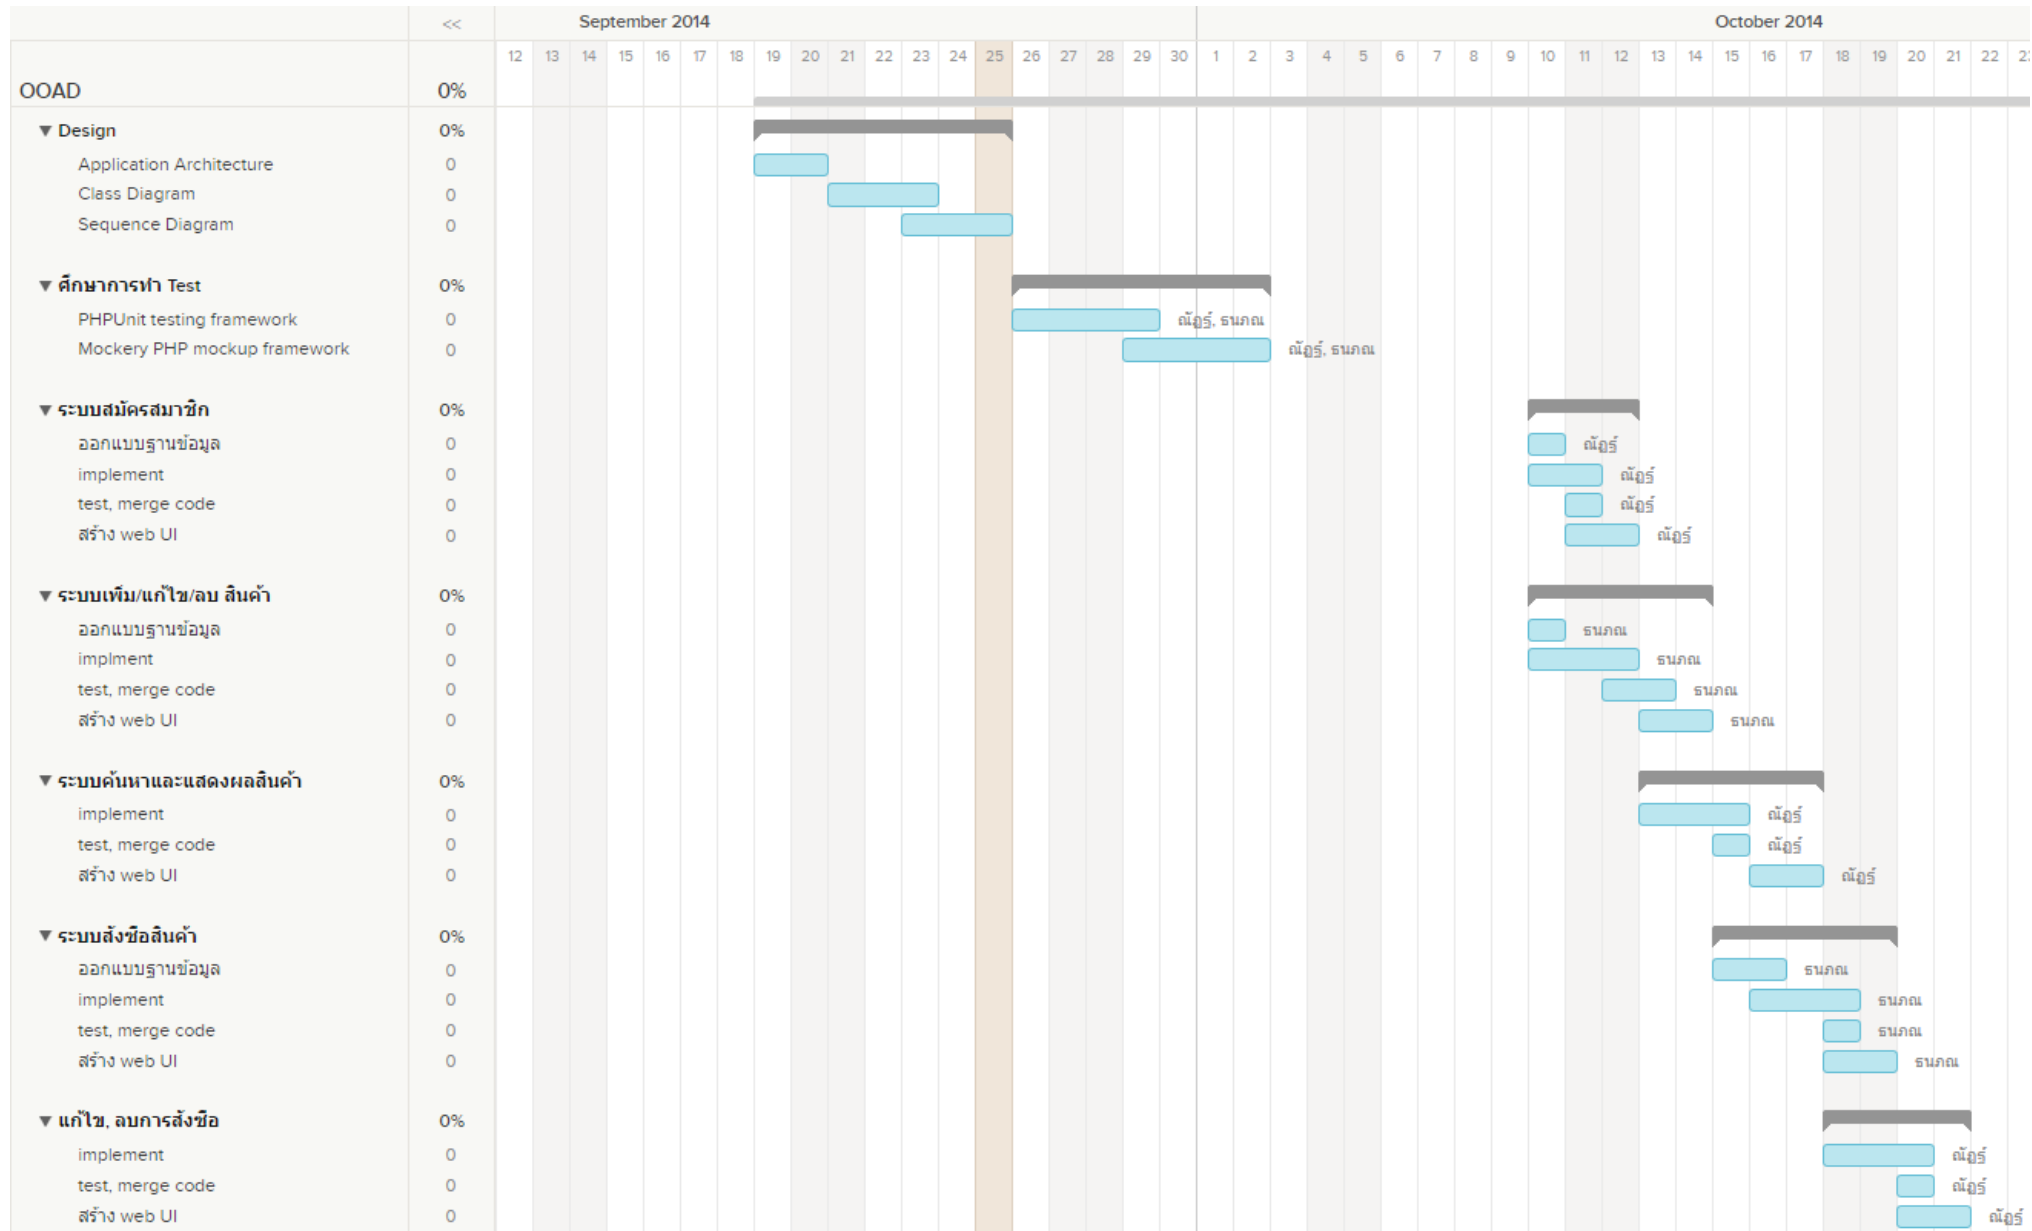 << September 2014 October 2014
12 13 14 15 16 17 18 19 20 21 22 23 24 25 26 27 28 29 30 1 2 3 4 5 6 7 8 9 10 11 12 13 14 15 16 17 18 19 20 21 22
OOAD 0%
▼ Design 0%
Application Architecture 0
Class Diagram 0
Sequence Diagram 0
▼ ศึกษาการทำ Test 0%
PHPUnit testing framework 0 ณัฏฐ์, ธนภณ
Mockery PHP mockup framework 0 ณัฏฐ์, ธนภณ
▼ ระบบสมัครสมาชิก 0%
ออกแบบฐานข้อมูล 0 ณัฏฐ์
implement 0 ณัฏฐ์
test, merge code 0 ณัฏฐ์
สร้าง web UI 0 ณัฏฐ์
▼ ระบบเพิ่ม/แก้ไข/ลบ สินค้า 0%
ออกแบบฐานข้อมูล 0 ธนภณ
implment 0 ธนภณ
test, merge code 0 ธนภณ
สร้าง web UI 0 ธนภณ
▼ ระบบค้นหาและแสดงผลสินค้า 0%
implement 0 ณัฏฐ์
test, merge code 0 ณัฏฐ์
สร้าง web UI 0 ณัฏฐ์
▼ ระบบสั่งซื้อสินค้า 0%
ออกแบบฐานข้อมูล 0 ธนภณ
implement 0 ธนภณ
test, merge code 0 ธนภณ
สร้าง web UI 0 ธนภณ
▼ แก้ไข, ลบการสั่งซื้อ 0%
implement 0 ณัฏฐ์
test, merge code 0 ณัฏฐ์
สร้าง web UI 0 ณัฏฐ์